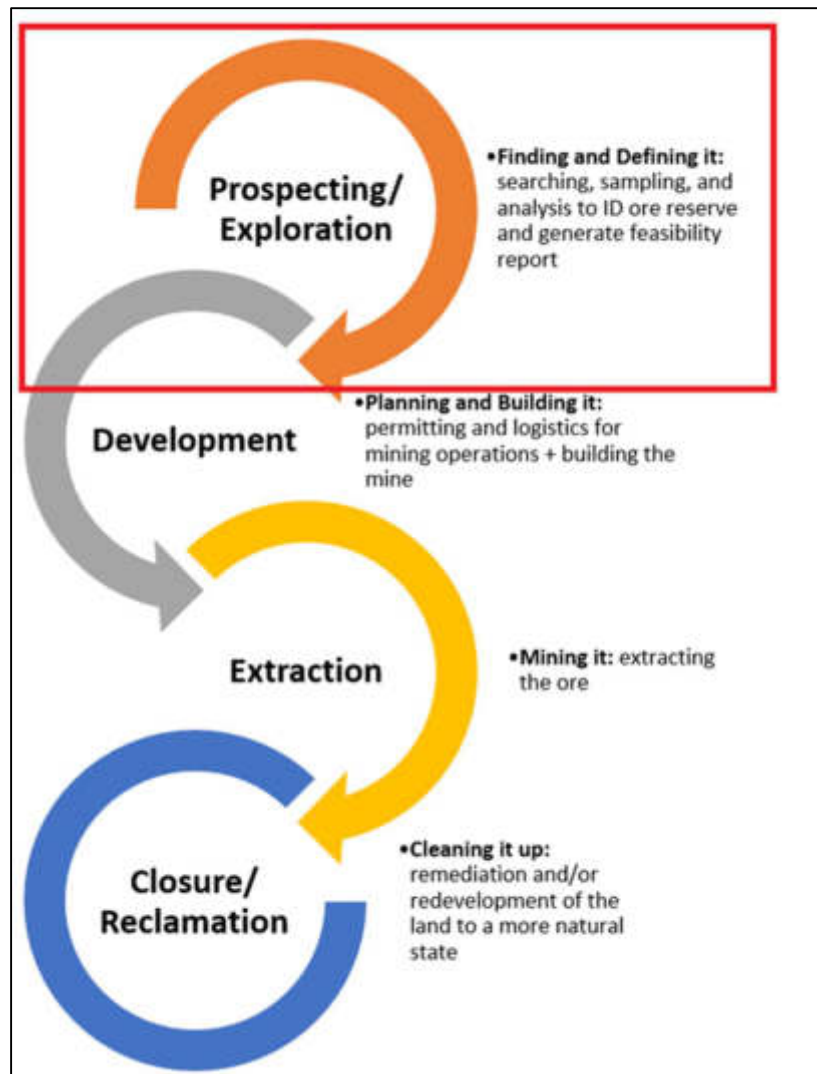 Prospecting/
Exploration
•Finding and Defining it:
searching, sampling, and
analysis to ID ore reserve
and generate feasibility
report
Development
•Planning and Building it:
permitting and logistics for
mining operations + building the
mine
Extraction
•Mining it: extracting
the ore
Closure/
Reclamation
•Cleaning it up:
remediation and/or
redevelopment of the
land to a more natural
state